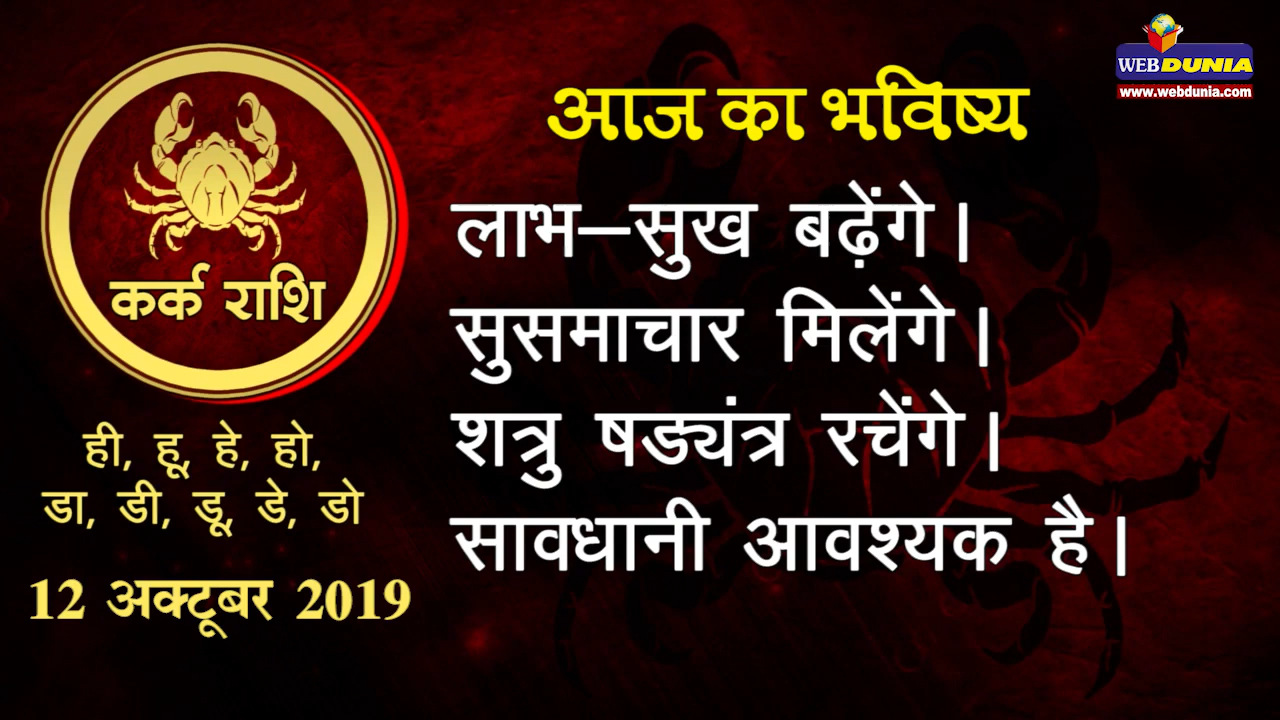 WEBDUNIA
www.webdunia.com
आज का भविष्य
लाभ-सुख बढ़ेंगे।
सुसमाचार मिलेंगे।
शत्रु षड्यंत्र रचेंगे।
सावधानी आवश्यक है।
कर्क राशि
ही, हू, हे, हो,
डा, डी, डू, डे, डो
12 अक्टूबर 2019